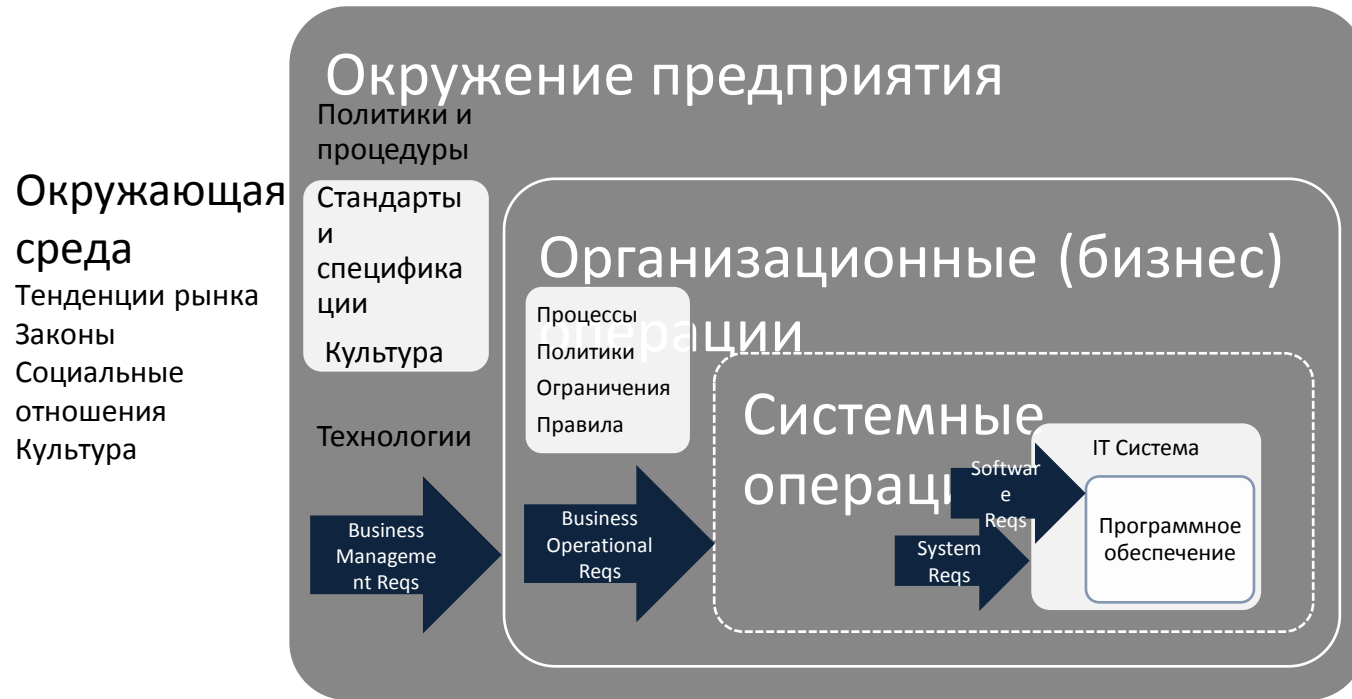 Окружение предприятия
Политики и
процедуры
Окружающая
среда
Тенденции рынка
Законы
Социальные
отношения
Культура
Стандарты
и
специфика
ции
Культура
Технологии
Business
Manageme
nt Reqs
Организационные (бизнес)
операции
Процессы
Политики
Ограничения
Правила
Business
Operational
Reqs
Системные
операци
Softwar
e
Reqs
System
Reqs
IT Система
Программное
обеспечение